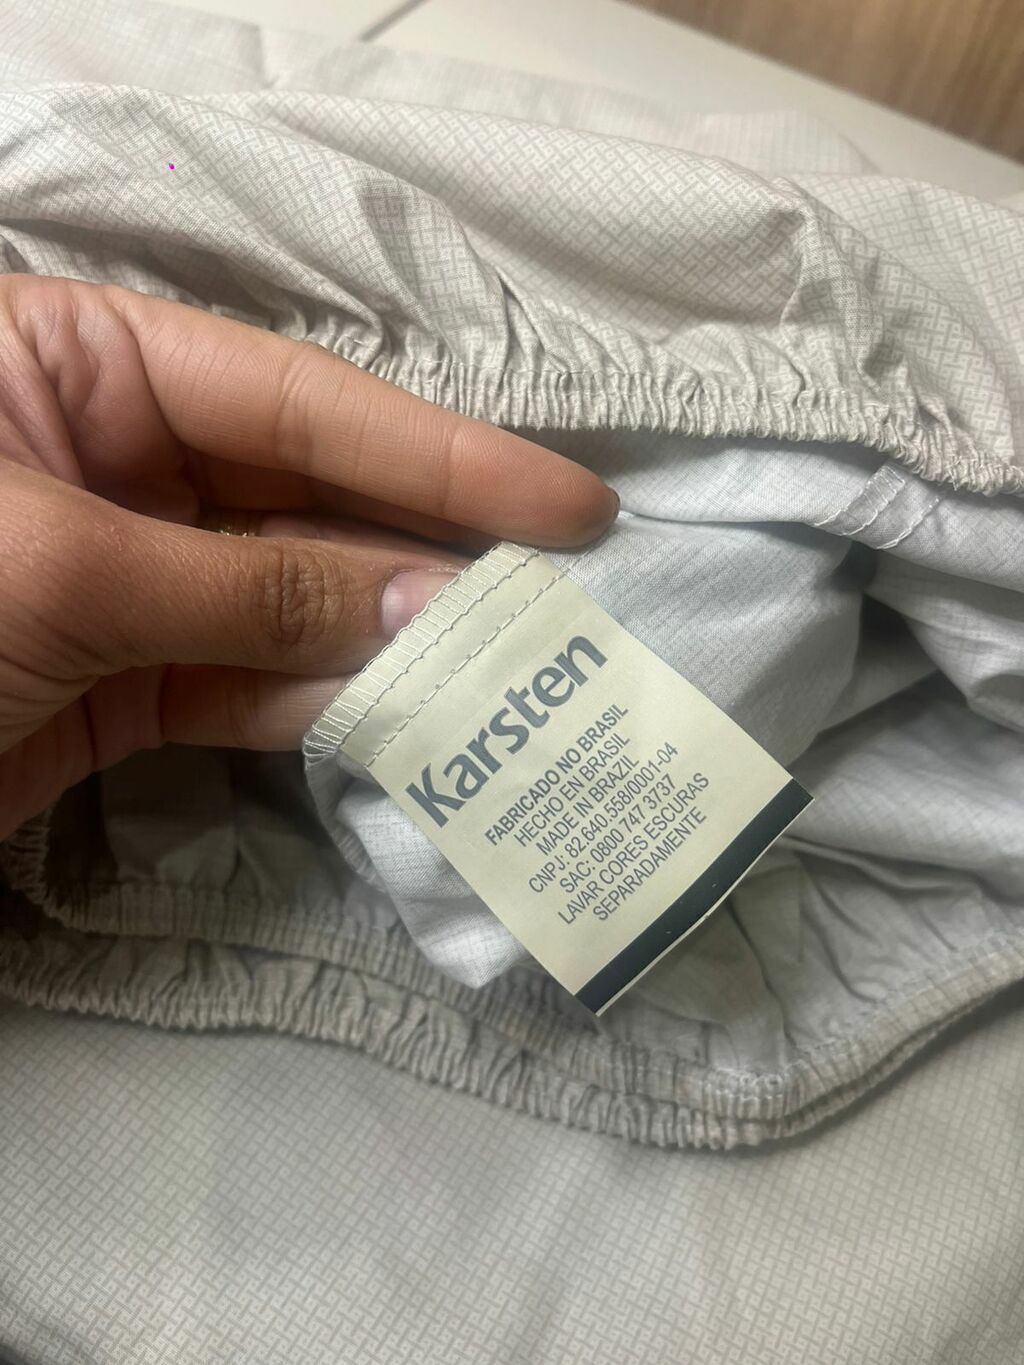 Karsten
FABRICADO NO BRASIL
HECHO EN BRASIL
MADE IN BRAZIL
CNPJ: 82.640.558/0001-04
SAC: 0800 747 3737
LAVAR CORES ESCURAS
SEPARADAMENTE